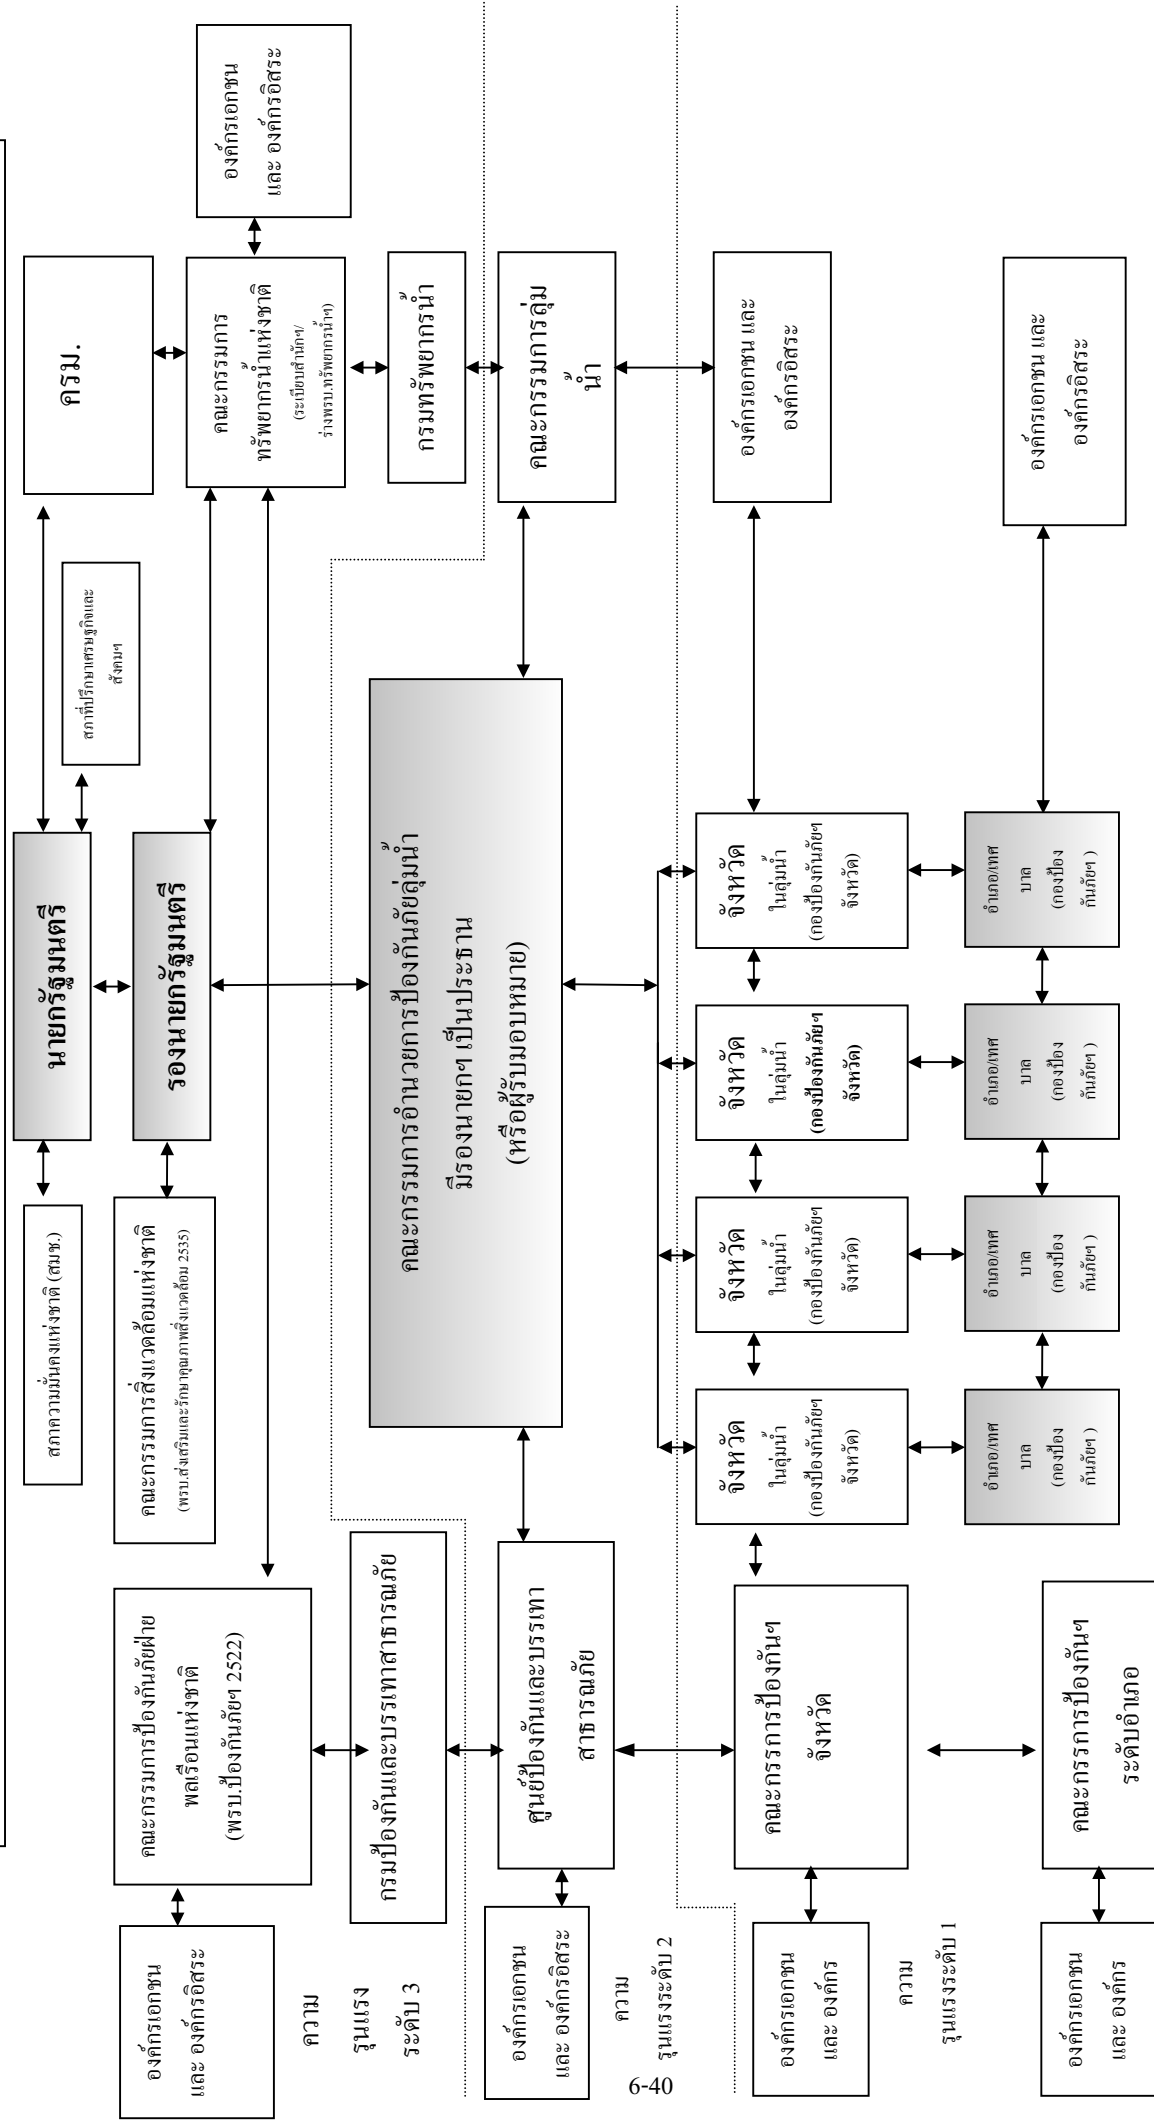 นายกรัฐมนตรี
ครม.
สภาความมั่นคงแห่งชาติ (สมช.)
สภาที่ปรึกษาเศรษฐกิจและ
สังคมฯ
รองนายกรัฐมนตรี
คณะกรรมการสิ่งแวดล้อมแห่งชาติ
(พรบ.ส่งเสริมและรักษาคุณภาพสิ่งแวดล้อม 2535)
คณะกรรมการ
ทรัพยากรน้ำแห่งชาติ
(ระเบียบสำนักฯ/
ร่างพรบ.ทรัพยากรน้ำฯ)
องค์กรเอกชน
และ องค์กรอิสระ
องค์กรเอกชน
และ องค์กรอิสระ
คณะกรรมการป้องกันภัยฝ่าย
พลเรือนแห่งชาติ
(พรบ.ป้องกันภัยฯ 2522)
ความ
รุนแรง
ระดับ 3
กรมป้องกันและบรรเทาสาธารณภัย
คณะกรรมการอำนวยการป้องกันภัยลุ่มน้ำ
มีรองนายกฯ เป็นประธาน
(หรือผู้รับมอบหมาย)
กรมทรัพยากรน้ำ
องค์กรเอกชน
และ องค์กรอิสระ
ศูนย์ป้องกันและบรรเทา
สาธารณภัย
คณะกรรมการลุ่ม
น้ำ
ความ
รุนแรงระดับ 2
6-40
องค์กรเอกชน
และ องค์กร
คณะกรรการป้องกันฯ
จังหวัด
จังหวัด
ในลุ่มน้ำ
(กองป้องกันภัยฯ
จังหวัด)
จังหวัด
ในลุ่มน้ำ
(กองป้องกันภัยฯ
จังหวัด)
จังหวัด
ในลุ่มน้ำ
(กองป้องกันภัยฯ
จังหวัด)
จังหวัด
ในลุ่มน้ำ
(กองป้องกันภัยฯ
จังหวัด)
องค์กรเอกชน และ
องค์กรอิสระ
ความ
รุนแรงระดับ 1
องค์กรเอกชน
และ องค์กร
คณะกรรการป้องกันฯ
ระดับอำเภอ
อำเภอ/เทศ
บาล
(กองป้อง
กันภัยฯ )
อำเภอ/เทศ
บาล
(กองป้อง
กันภัยฯ )
อำเภอ/เทศ
บาล
(กองป้อง
กันภัยฯ )
อำเภอ/เทศ
บาล
(กองป้อง
กันภัยฯ )
องค์กรเอกชน และ
องค์กรอิสระ